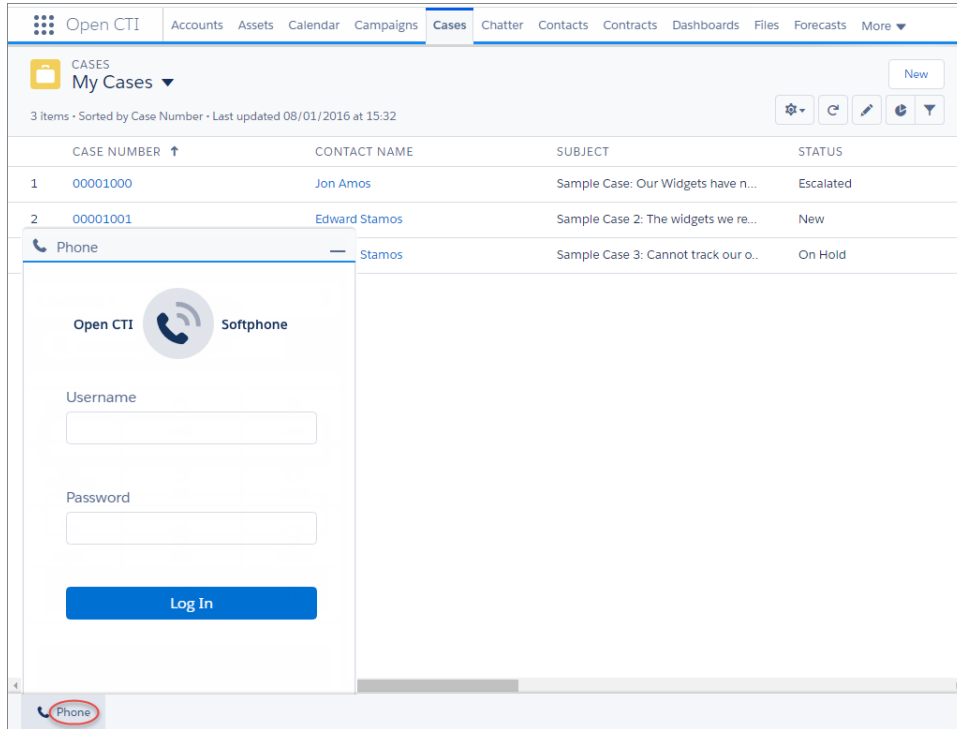 Open CTI Accounts Assets Calendar Campaigns Cases Chatter Contacts Contracts Dashboards Files Forecasts More
CASES
My Cases
New
3 items • Sorted by Case Number • Last updated 08/01/2016 at 15:32
CASE NUMBER CONTACT NAME SUBJECT STATUS
1 00001000 Jon Amos Sample Case: Our Widgets have n... Escalated
2 00001001 Edward Stamos Sample Case 2: The widgets we re... New
Stamos Sample Case 3: Cannot track our o.. On Hold
Phone
Open CTI Softphone
Username
Password
Log In
Phone